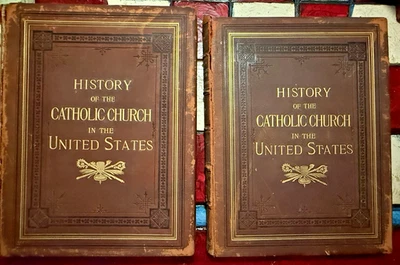 HISTORY
OF THE
CATHOLIC CHURCH
IN THE
UNITED STATES
HISTORY
OF THE
CATHOLIC CHURCH
IN THE
UNITED STATES